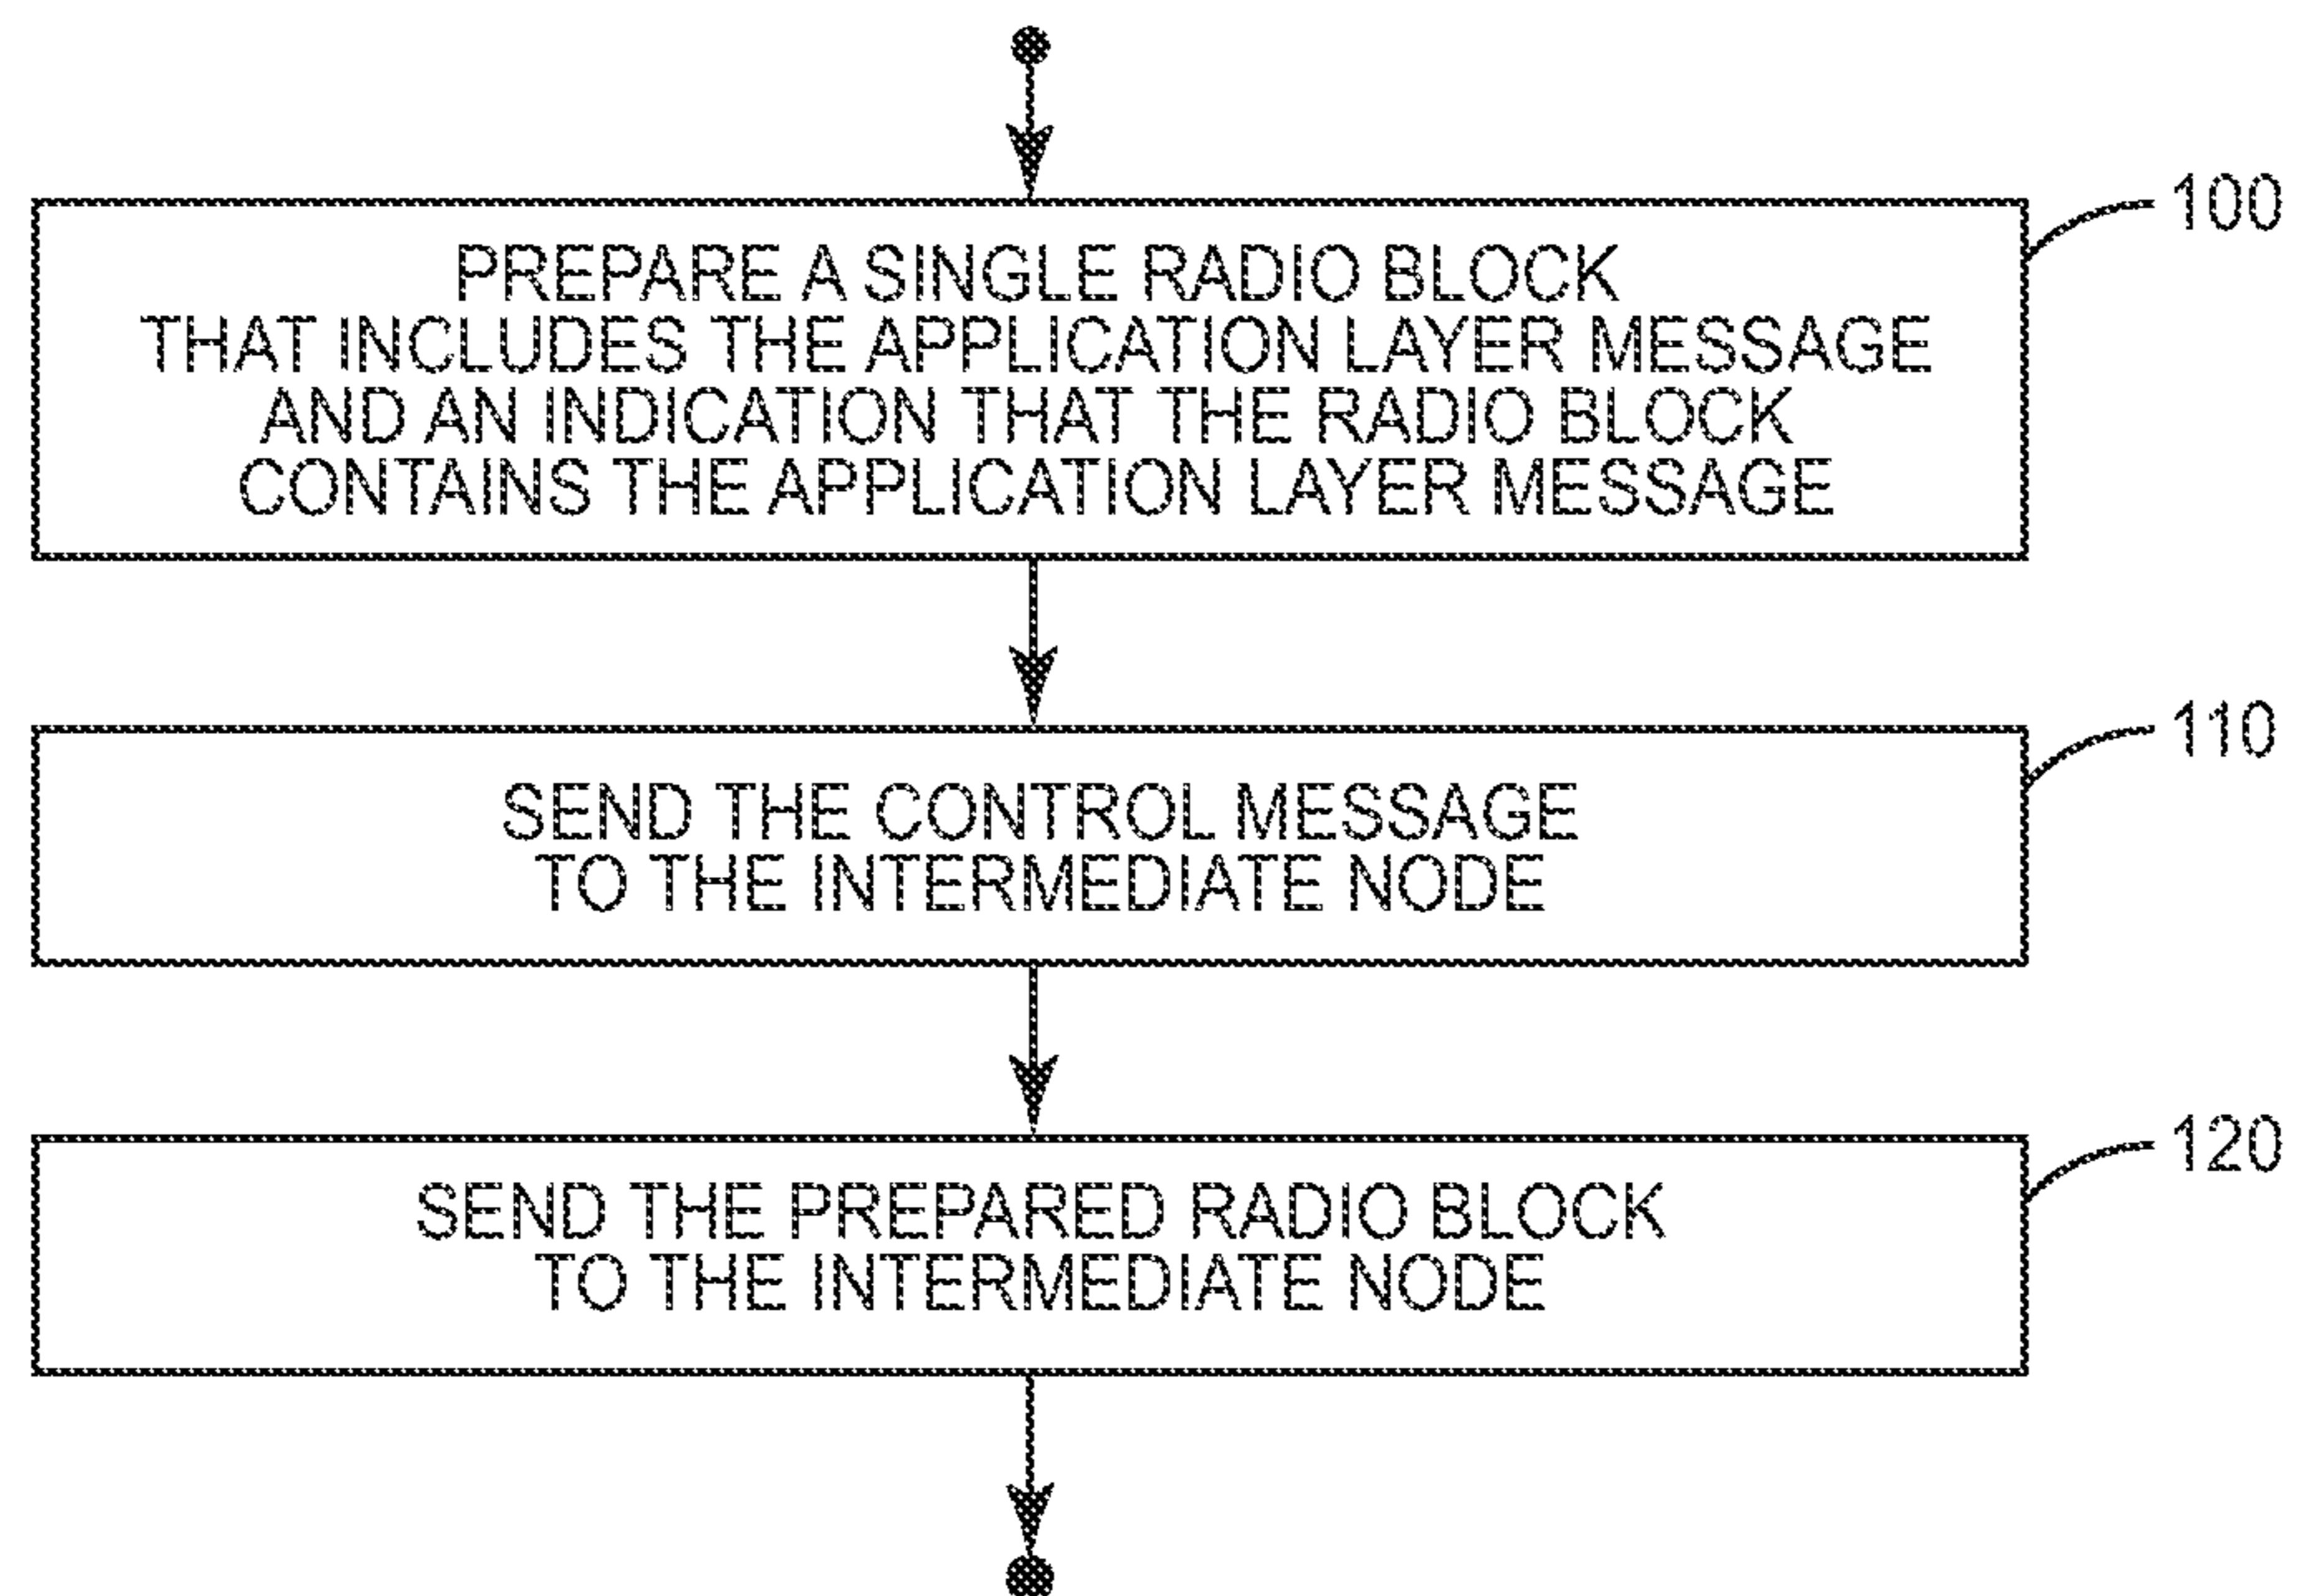 100
PREPARE A SINGLE RADIO BLOCK
THAT INCLUDES THE APPLICATION LAYER MESSAGE
AND AN INDICATION THAT THE RADIO BLOCK
CONTAINS THE APPLICATION LAYER MESSAGE
110
SEND THE CONTROL MESSAGE
TO THE INTERMEDIATE NODE
120
SEND THE PREPARED RADIO BLOCK
TO THE INTERMEDIATE NODE